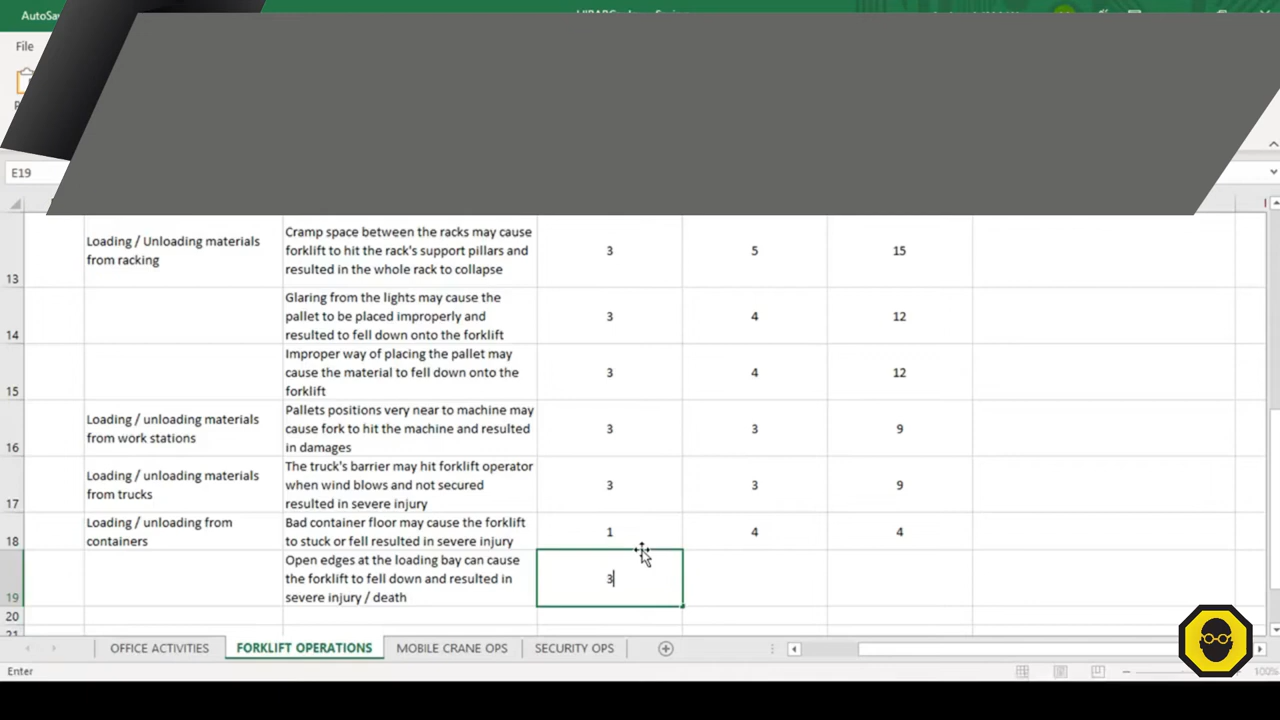 File
E19
Loading / Unloading materials
from racking
Cramp space between the racks may cause
forklift to hit the rack's support pillars and
resulted in the whole rack to collapse
3
5
15
13
Glaring from the lights may cause the
pallet to be placed improperly and
resulted to fell down onto the forklift
3
4
12
14
Improper way of placing the pallet may
cause the material to fell down onto the
forklift
3
4
12
15
Loading / unloading materials
from work stations
Pallets positions very near to machine may
cause fork to hit the machine and resulted
in damages
3
3
9
16
Loading / unloading materials
from trucks
The truck's barrier may hit forklift operator
when wind blows and not secured
resulted in severe injury
3
3
9
17
Loading / unloading from
containers
Bad container floor may cause the forklift
to stuck or fell resulted in severe injury
1
4
4
18
Open edges at the loading bay can cause
the forklift to fell down and resulted in
severe injury / death
3
19
20
21
OFFICE ACTIVITIES
FORKLIFT OPERATIONS
MOBILE CRANE OPS
SECURITY OPS
Enter
100%